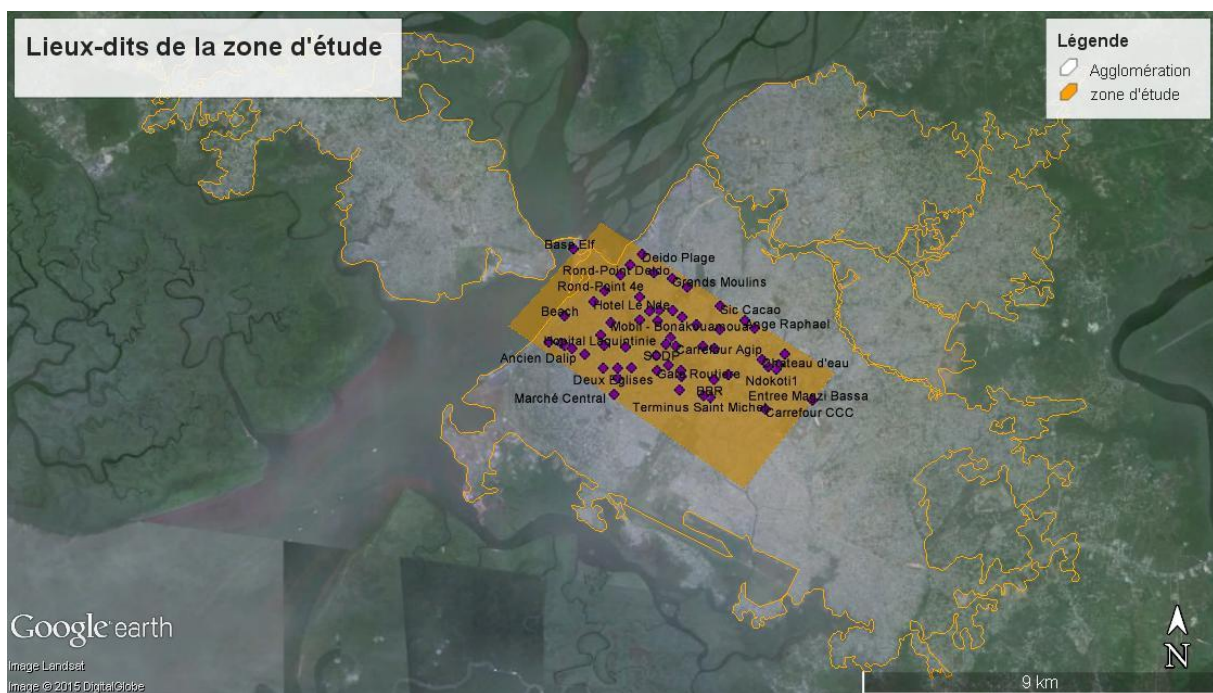 Lieux-dits de la zone d'étude
Légende
Agglomération
zone d'étude
Base Elf
Deido Plage
Rond-Point Deido
Grands Moulins
Rond-Point 4e
Hotel Le Nde
Sic Cacao
Beach
Mobil - Bonakouamouang
Ange Raphael
Hopital Laquintinie
Carrefour Agip
Ancien Dalip
Chateau d'eau
Gare Routiere
Deux Eglises
Ndokoti1
BBR
Marché Central
Entree Magzi Bassa
Terminus Saint Michel
Carrefour CCC
Google earth
Image Landsat
Image © 2015 DigitalGlobe
N
9 km